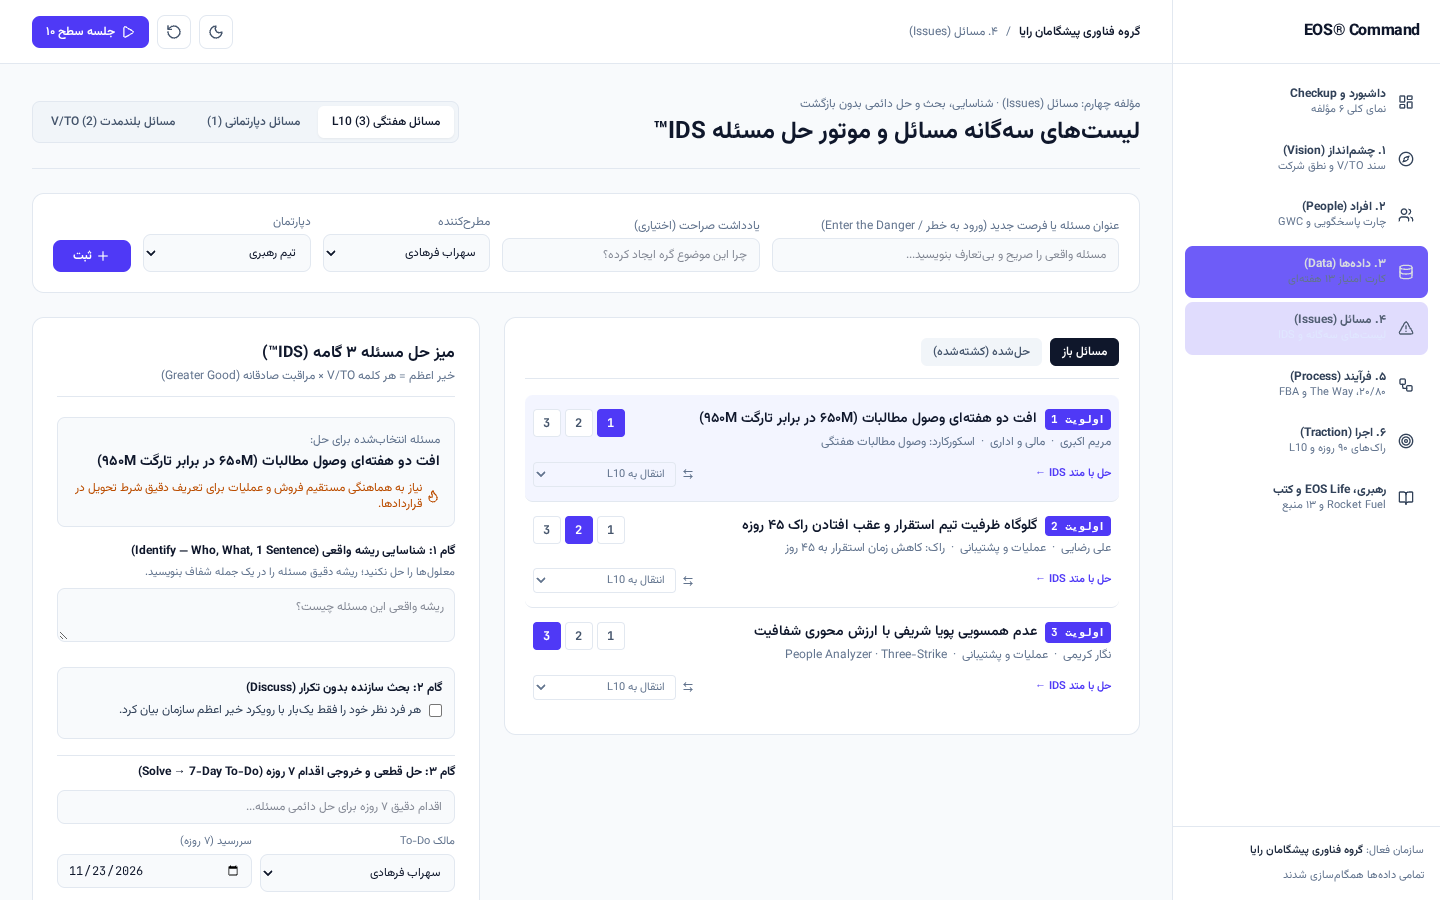 EOS® Command
داشبورد و Checkup
نمای کلی ۶ مؤلفه
۱. چشم‌انداز (Vision)
سند V/TO و نطق شرکت
۲. افراد (People)
چارت پاسخگویی و GWC
۳. داده‌ها (Data)
۴. مسائل (Issues)
۵. فرآیند (Process)
۲۰/۸۰، The Way و FBA
۶. اجرا (Traction)
راک‌های ۹۰ روزه و L10
رهبری، EOS Life و کتب
Rocket Fuel و ۱۳ منبع
سازمان فعال: گروه فناوری پیشگامان رایا
تمامی داده‌ها همگام‌سازی شدند
گروه فناوری پیشگامان رایا / ۴. مسائل (Issues)
جلسه سطح ۱۰
مؤلفه چهارم: مسائل (Issues) · شناسایی، بحث و حل دائمی بدون بازگشت
لیست‌های سه‌گانه مسائل و موتور حل مسئله IDS™
مسائل هفتگی L10 (3)
مسائل دپارتمانی (1)
مسائل بلندمدت V/TO (2)
عنوان مسئله یا فرصت جدید (ورود به خطر / Enter the Danger)
مسئله واقعی را صریح و بی‌تعارف بنویسید...
یادداشت صراحت (اختیاری)
چرا این موضوع گره ایجاد کرده؟
مطرح‌کننده
سهراب فرهادی
دپارتمان
تیم رهبری
ثبت
مسائل باز
حل‌شده (کشته‌شده)
اولویت 1 افت دو هفته‌ای وصول مطالبات (۶۵۰M در برابر تارگت ۹۵۰M)
1 2 3
مریم اکبری · مالی و اداری · اسکورکارد: وصول مطالبات هفتگی
حل با متد IDS ←
انتقال به L10
اولویت 2 گلوگاه ظرفیت تیم استقرار و عقب افتادن راک ۴۵ روزه
1 2 3
علی رضایی · عملیات و پشتیبانی · راک: کاهش زمان استقرار به ۴۵ روز
حل با متد IDS ←
انتقال به L10
اولویت 3 عدم همسویی پویا شریفی با ارزش محوری شفافیت
1 2 3
نگار کریمی · عملیات و پشتیبانی · People Analyzer · Three-Strike
حل با متد IDS ←
انتقال به L10
میز حل مسئله ۳ گامه (IDS™)
خیر اعظم = هر کلمه V/TO × مراقبت صادقانه (Greater Good)
مسئله انتخاب‌شده برای حل:
افت دو هفته‌ای وصول مطالبات (۶۵۰M در برابر تارگت ۹۵۰M)
نیاز به هماهنگی مستقیم فروش و عملیات برای تعریف دقیق شرط تحویل در
قراردادها.
گام ۱: شناسایی ریشه واقعی (Identify — Who, What, 1 Sentence)
معلول‌ها را حل نکنید؛ ریشه دقیق مسئله را در یک جمله شفاف بنویسید.
ریشه واقعی این مسئله چیست؟
گام ۲: بحث سازنده بدون تکرار (Discuss)
هر فرد نظر خود را فقط یک‌بار با رویکرد خیر اعظم سازمان بیان کرد.
گام ۳: حل قطعی و خروجی اقدام ۷ روزه (Solve → 7-Day To-Do)
اقدام دقیق ۷ روزه برای حل دائمی مسئله...
مالک To-Do
سهراب فرهادی
سررسید (۷ روزه)
11/23/2026